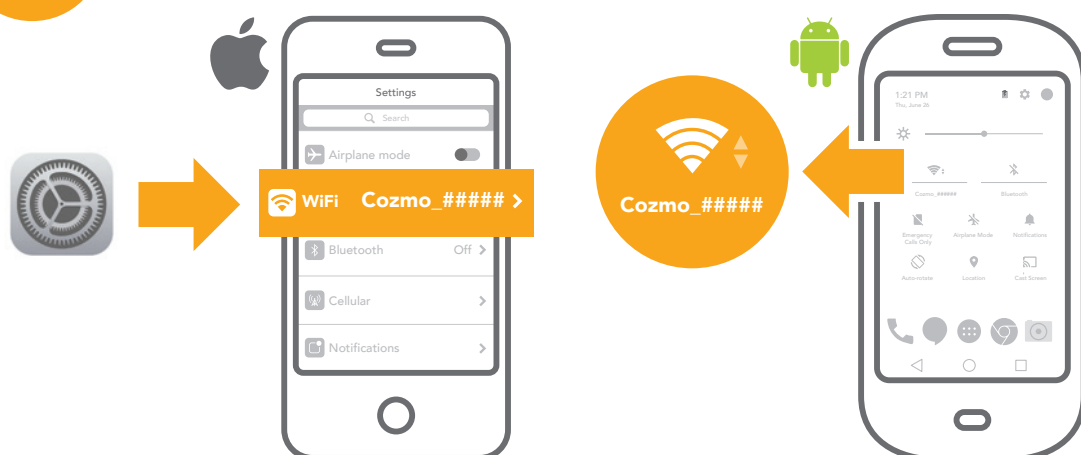 Settings
Search
Airplane mode
WiFi Cozmo_##### >
Bluetooth Off >
Cellular >
Notifications >
Cozmo_#####
1:21 PM
Thu, June 26
Cozmo_######
Bluetooth
Emergency
Calls Only
Airplane Mode
Notifications
Auto-rotate
Location
Cast Screen